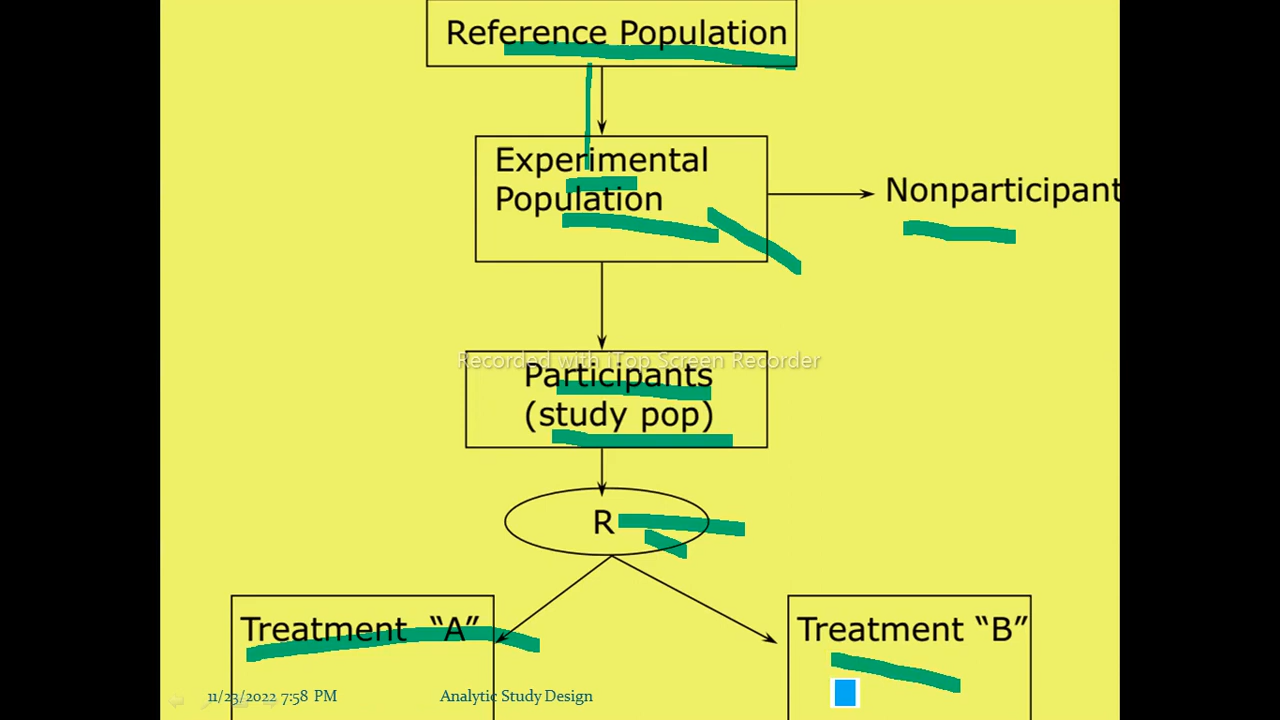 Reference Population
Experimental
Population
Nonparticipant
Recorded with iTop Screen Recorder
Participants
(study pop)
R
Treatment “A”
Treatment “B”
11/23/2022 7:58 PM
Analytic Study Design